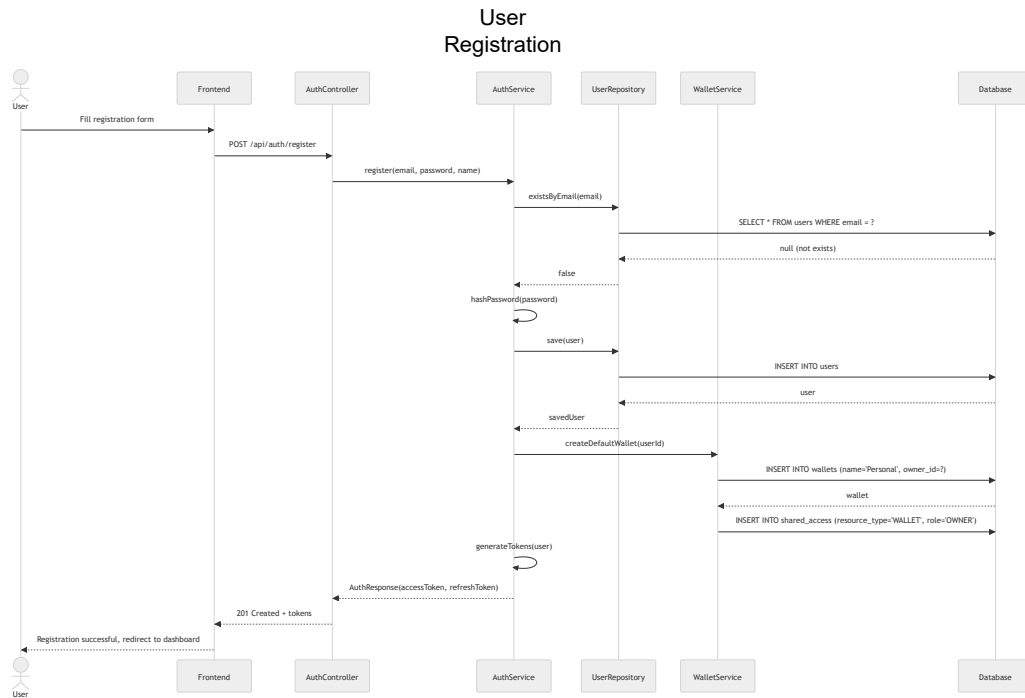 User
Registration
User
Frontend
AuthController
AuthService
UserRepository
WalletService
Database
Fill registration form
POST /api/auth/register
register(email, password, name)
existsByEmail(email)
SELECT * FROM users WHERE email = ?
null (not exists)
false
hashPassword(password)
save(user)
INSERT INTO users
user
savedUser
createDefaultWallet(userId)
INSERT INTO wallets (name='Personal', owner_id=?)
wallet
INSERT INTO shared_access (resource_type='WALLET', role='OWNER')
generateTokens(user)
AuthResponse(accessToken, refreshToken)
201 Created + tokens
Registration successful, redirect to dashboard
User
Frontend
AuthController
AuthService
UserRepository
WalletService
Database